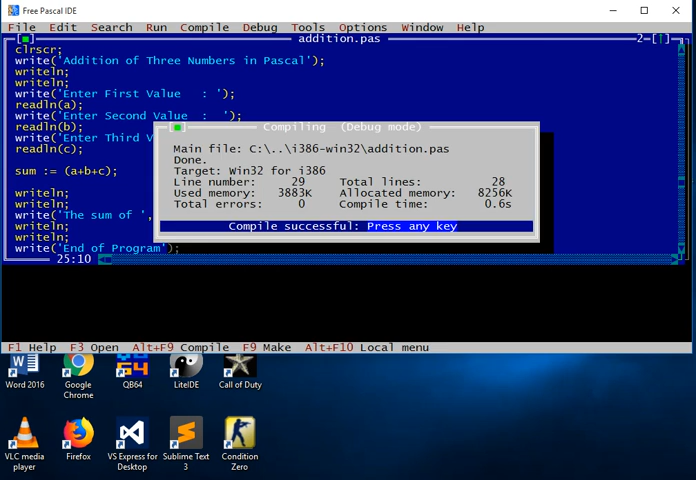 Free Pascal IDE
File Edit Search Run Compile Debug Tools Options Window Help
addition.pas 2=[↑]
clrscr;
write('Addition of Three Numbers in Pascal');
writeln;
writeln;
write('Enter First Value   : ');
readln(a);
write('Enter Second Value  : ');
readln(b);
write('Enter Third V
readln(c);
sum := (a+b+c);
writeln;
writeln;
write('The sum of ',
writeln;
writeln;
write('End of Program');
25:10
Compiling  (Debug mode)
Main file: C:\..\i386-win32\addition.pas
Done.
Target: Win32 for i386
Line number: 29 Total lines: 28
Used memory: 3883K Allocated memory: 8256K
Total errors: 0 Compile time: 0.6s
Compile successful: Press any key
F1 Help F3 Open Alt+F9 Compile F9 Make Alt+F10 Local menu
Word 2016
Google Chrome
QB64
LiteIDE
Call of Duty
VLC media player
Firefox
VS Express for Desktop
Sublime Text 3
Condition Zero